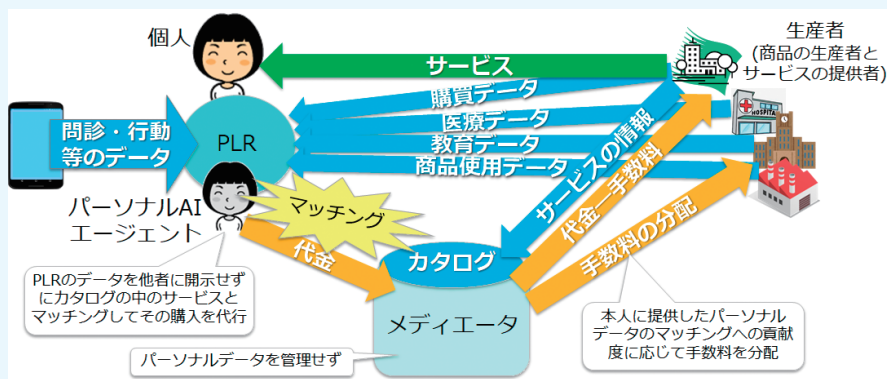 個人
生産者
(商品の生産者と
サービスの提供者)
サービス
購買データ
医療データ
教育データ
商品使用データ
問診・行動
等のデータ
PLR
HOSPITAL
サービスの情報
代金ー手数料
手数料の分配
マッチング
パーソナルAI
エージェント
代金
カタログ
メディエータ
PLRのデータを他者に開示せず
にカタログの中のサービスと
マッチングしてその購入を代行
パーソナルデータを管理せず
本人に提供したパーソナル
データのマッチングへの貢献
度に応じて手数料を分配